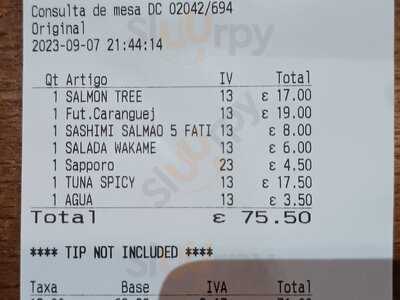 Consulta de mesa DC 02042/694
Original
2023-09-07 21:44:14
Qt Artigo IV Total
1 SALMON TREE 13 ε 17.00
1 Fut.Caranguej 13 ε 19.00
1 SASHIMI SALMAO 5 FATI 13 ε 8.00
1 SALADA WAKAME 13 ε 6.00
1 Sapporo 23 ε 4.50
1 TUNA SPICY 13 ε 17.50
1 AGUA 13 ε 3.50
Total ε 75.50
**** TIP NOT INCLUDED ****
Taxa Base IVA Total